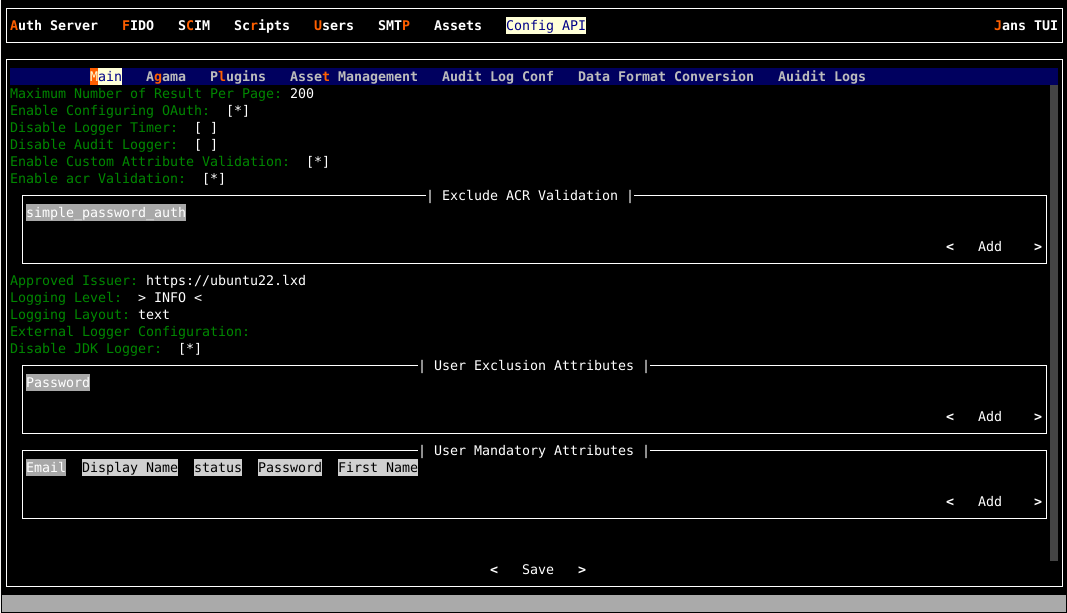 Auth Server FIDO SCIM Scripts Users SMTP Assets Config API Jans TUI
Main Agama Plugins Asset Management Audit Log Conf Data Format Conversion Auidit Logs
Maximum Number of Result Per Page: 200
Enable Configuring OAuth: [*]
Disable Logger Timer: [ ]
Disable Audit Logger: [ ]
Enable Custom Attribute Validation: [*]
Enable acr Validation: [*]
| Exclude ACR Validation |
simple_password_auth
< Add >
Approved Issuer: https://ubuntu22.lxd
Logging Level: > INFO <
Logging Layout: text
External Logger Configuration:
Disable JDK Logger: [*]
| User Exclusion Attributes |
Password
< Add >
| User Mandatory Attributes |
Email Display Name status Password First Name
< Add >
< Save >